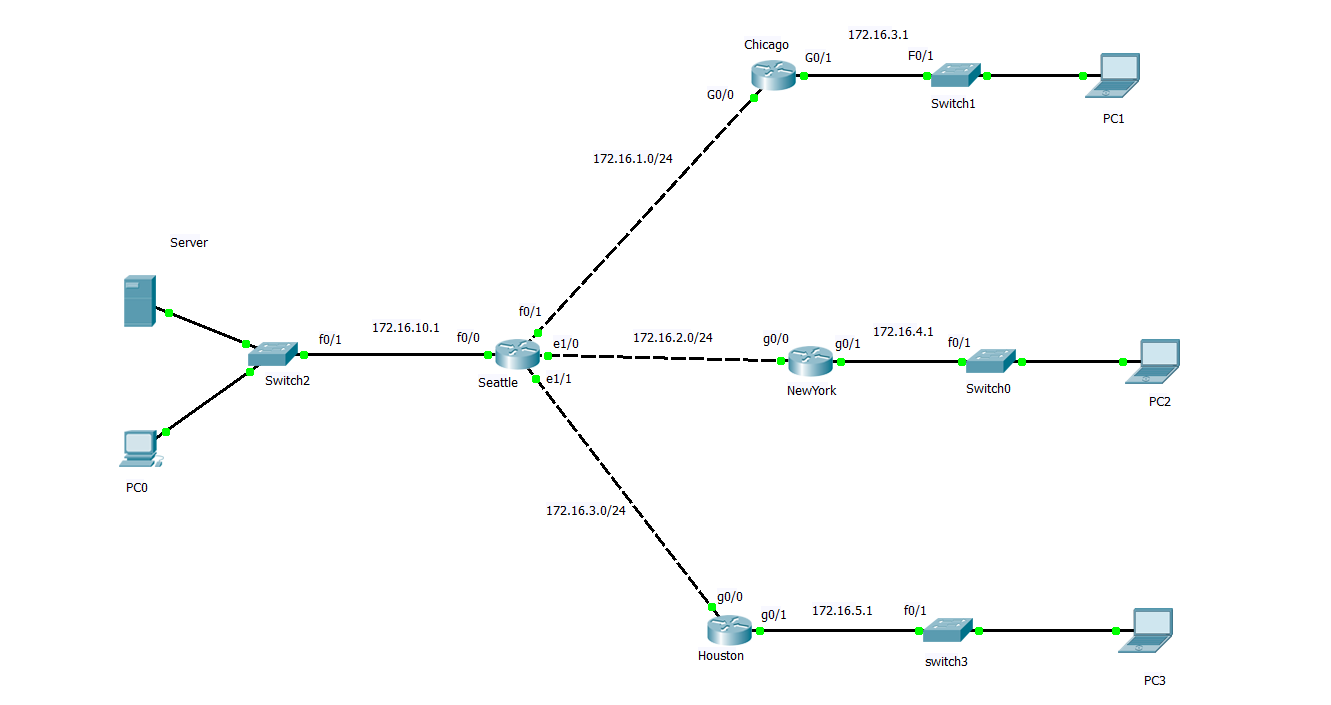 172.16.3.1
Chicago
G0/1
F0/1
G0/0
Switch1
PC1
172.16.1.0/24
Server
f0/1
172.16.10.1
f0/0
f0/1
e1/0
172.16.2.0/24
g0/0
g0/1
172.16.4.1
f0/1
Switch2
Seattle
e1/1
NewYork
Switch0
PC2
PC0
172.16.3.0/24
g0/0
g0/1
172.16.5.1
f0/1
Houston
switch3
PC3